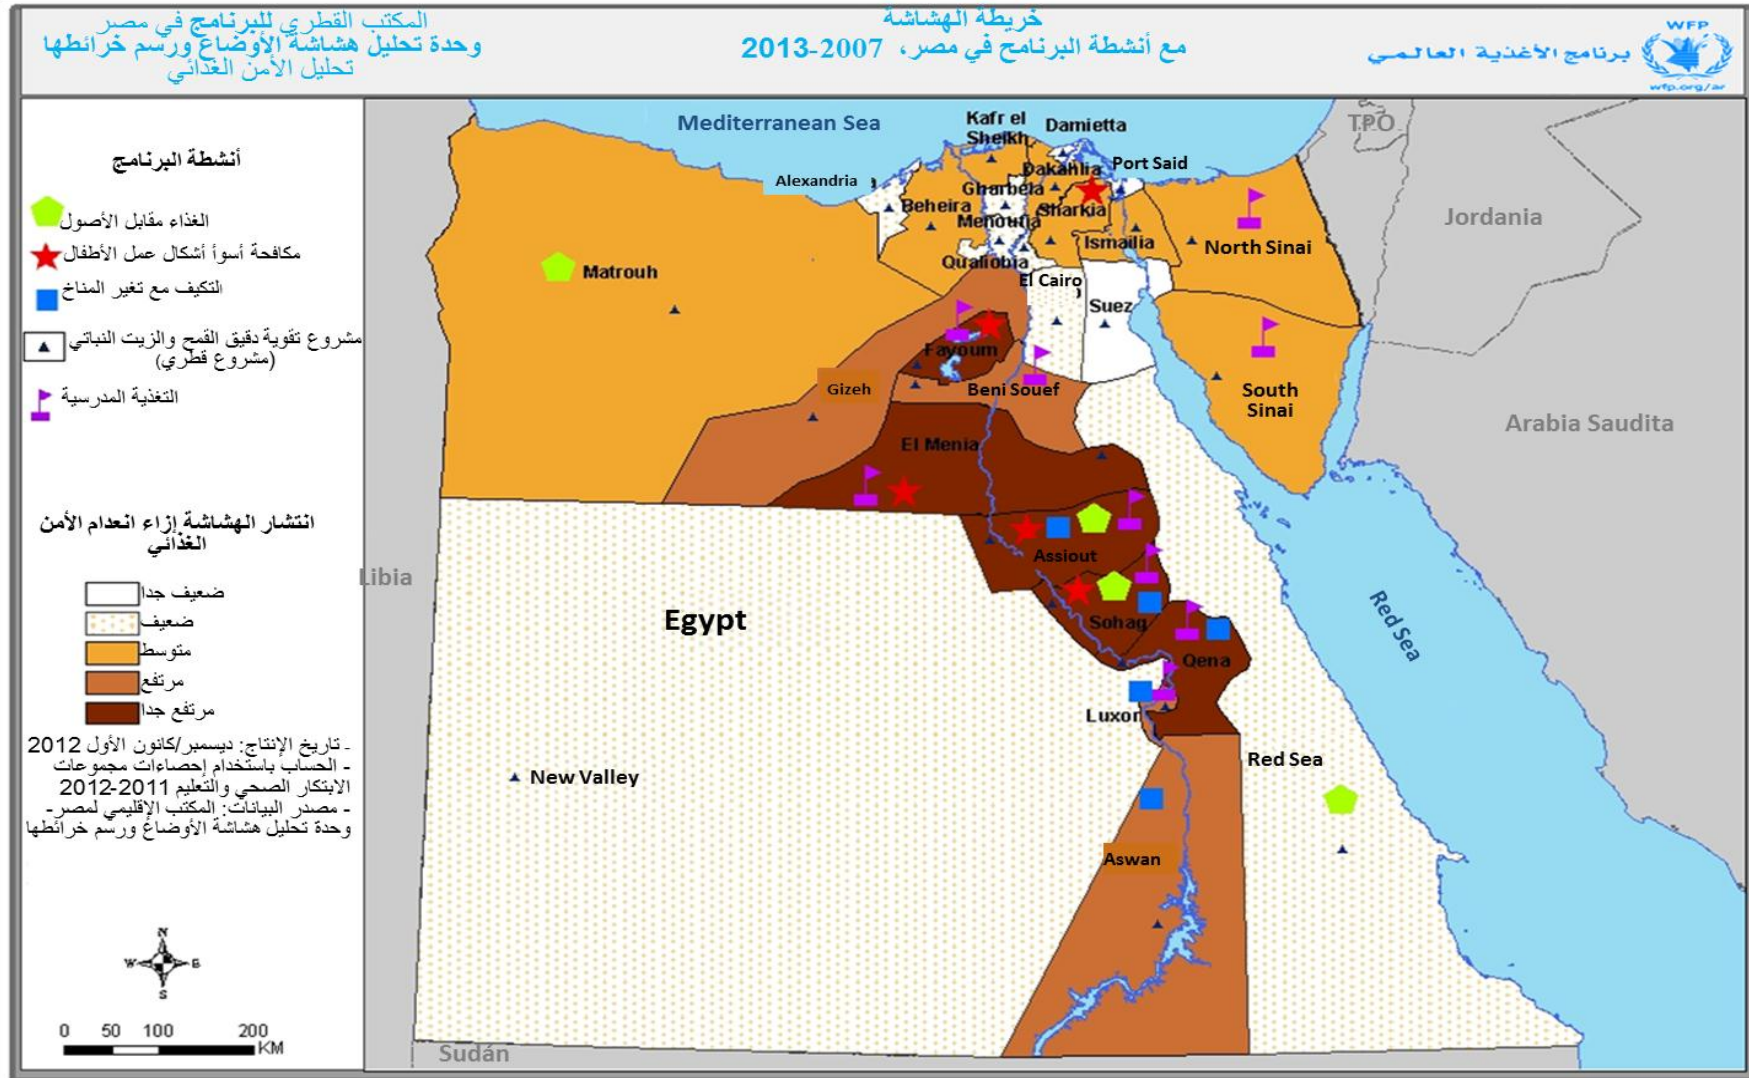 المكتب القطري للبرنامج في مصر
وحدة تحليل هشاشة الأوضاع ورسم خرائطها
تحليل الأمن الغذائي
خريطة الهشاشة
مع أنشطة البرنامج في مصر، 2007-2013
WFP
برنامج الأغذية العالمي
wfp.org/ar
أنشطة البرنامج
الغذاء مقابل الأصول
مكافحة أسوأ أشكال عمل الأطفال
التكيف مع تغير المناخ
مشروع تقوية دقيق القمح والزيت النباتي
(مشروع قطري)
التغذية المدرسية
انتشار الهشاشة إزاء انعدام الأمن
الغذائي
ضعيف جدا
ضعيف
متوسط
مرتفع
مرتفع جدا
- تاريخ الإنتاج: ديسمبر/كانون الأول 2012
- الحساب باستخدام إحصاءات مجموعات
الابتكار الصحي والتعليم 2011-2012
- مصدر البيانات: المكتب الإقليمي لمصر-
وحدة تحليل هشاشة الأوضاع ورسم خرائطها
N
W E
S
0 50 100 200
KM
Mediterranean Sea
Kafr el
Sheikh
Damietta
TPO
Port Said
Dakahlia
Alexandria
Gharbela
Beheira
Sharkia
Menoufia
Jordania
Ismailia
North Sinai
Qualiobia
Matrouh
El Cairo
Suez
Fayoum
Gizeh
Beni Souef
South
Sinai
Arabia Saudita
El Menia
Assiout
Libia
Egypt
Sohag
Red Sea
Qena
Luxor
Red Sea
New Valley
Aswan
Sudán